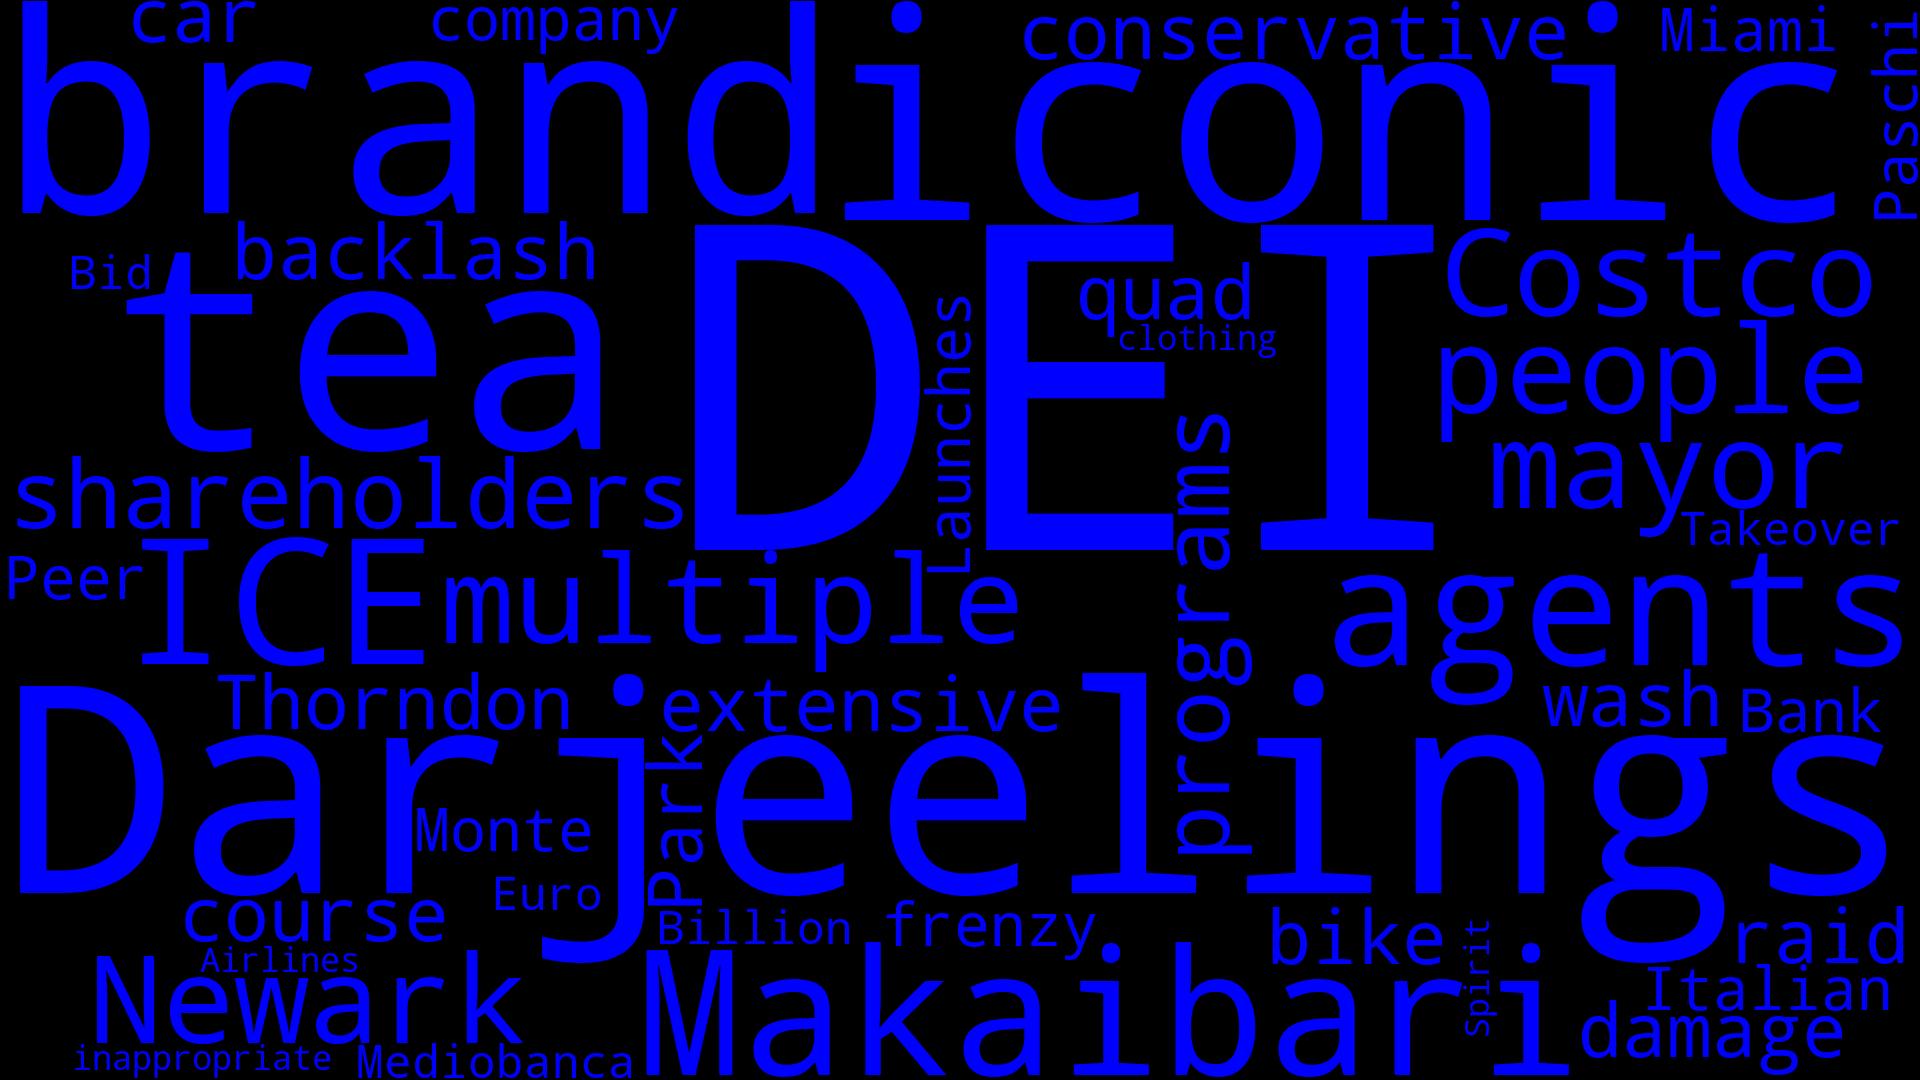 car
company
conservative
Miami
Paschi
brand
iconic
Bid
backlash
tea
DEI
quad
clothing
Costco
Launches
people
programs
mayor
shareholders
Takeover
Peer
ICE
multiple
agents
Thorndon
extensive
wash
Bank
Darjeelings
Park
Monte
Euro
course
Billion
frenzy
bike
Spirit
raid
Airlines
Newark
Makaibari
Italian
damage
inappropriate
Mediobanca